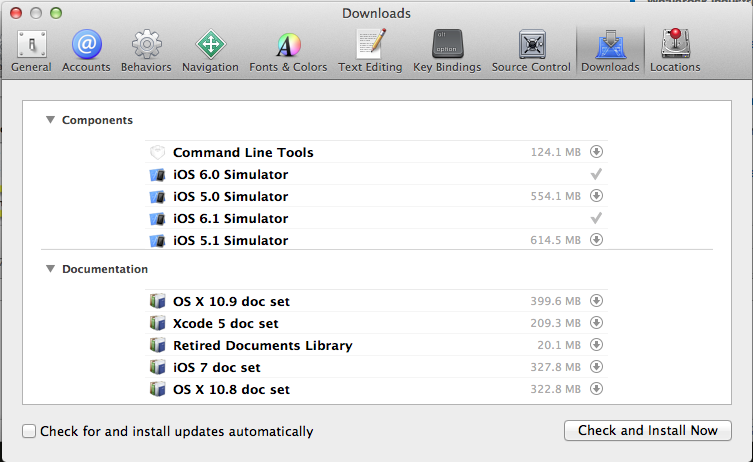 Downloads
alt
option
General Accounts Behaviors Navigation Fonts & Colors Text Editing Key Bindings Source Control Downloads Locations
Components
Command Line Tools 124.1 MB
iOS 6.0 Simulator
iOS 5.0 Simulator 554.1 MB
iOS 6.1 Simulator
iOS 5.1 Simulator 614.5 MB
Documentation
OS X 10.9 doc set 399.6 MB
Xcode 5 doc set 209.3 MB
Retired Documents Library 20.1 MB
iOS 7 doc set 327.8 MB
OS X 10.8 doc set 322.8 MB
Check for and install updates automatically Check and Install Now